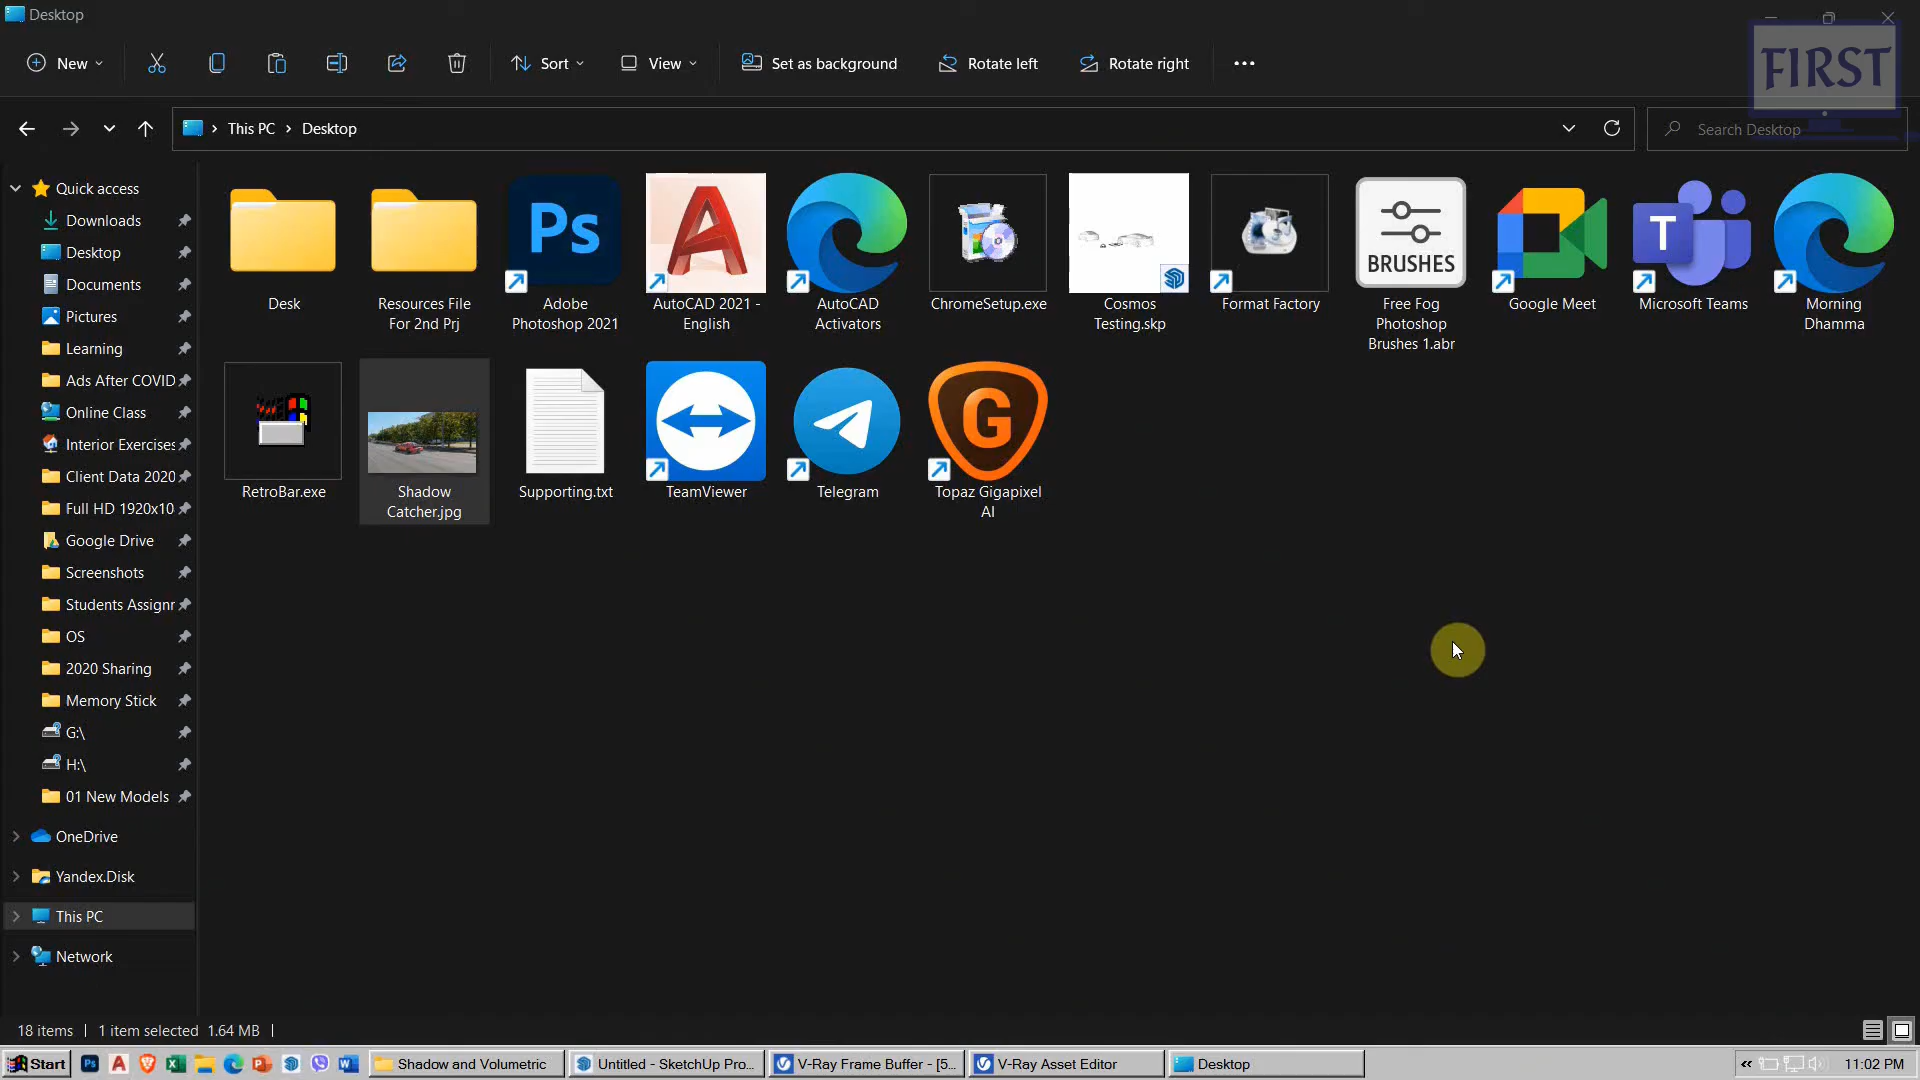 Desktop
New
Sort
View
Set as background
Rotate left
Rotate right
This PC
Desktop
Search Desktop
FIRST
Quick access
Downloads
Desktop
Documents
Pictures
Learning
Ads After COVID
Online Class
Interior Exercises
Client Data 2020
Full HD 1920x10
Google Drive
Screenshots
Students Assignr
OS
2020 Sharing
Memory Stick
G:\
H:\
01 New Models
OneDrive
Yandex.Disk
This PC
Network
Ps
BRUSHES
T
Desk
Resources File
For 2nd Prj
Adobe
Photoshop 2021
AutoCAD 2021 -
English
AutoCAD
Activators
ChromeSetup.exe
Cosmos
Testing.skp
Format Factory
Free Fog
Photoshop
Brushes 1.abr
Google Meet
Microsoft Teams
Morning
Dhamma
G
RetroBar.exe
Shadow
Catcher.jpg
Supporting.txt
TeamViewer
Telegram
Topaz Gigapixel
AI
18 items
1 item selected 1.64 MB
Start
Ps
Shadow and Volumetric
Untitled - SketchUp Pro...
V-Ray Frame Buffer - [5...
V-Ray Asset Editor
Desktop
11:02 PM